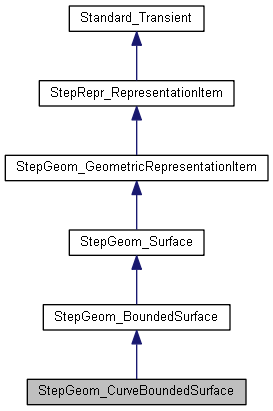 Standard_Transient
StepRepr_RepresentationItem
StepGeom_GeometricRepresentationItem
StepGeom_Surface
StepGeom_BoundedSurface
StepGeom_CurveBoundedSurface